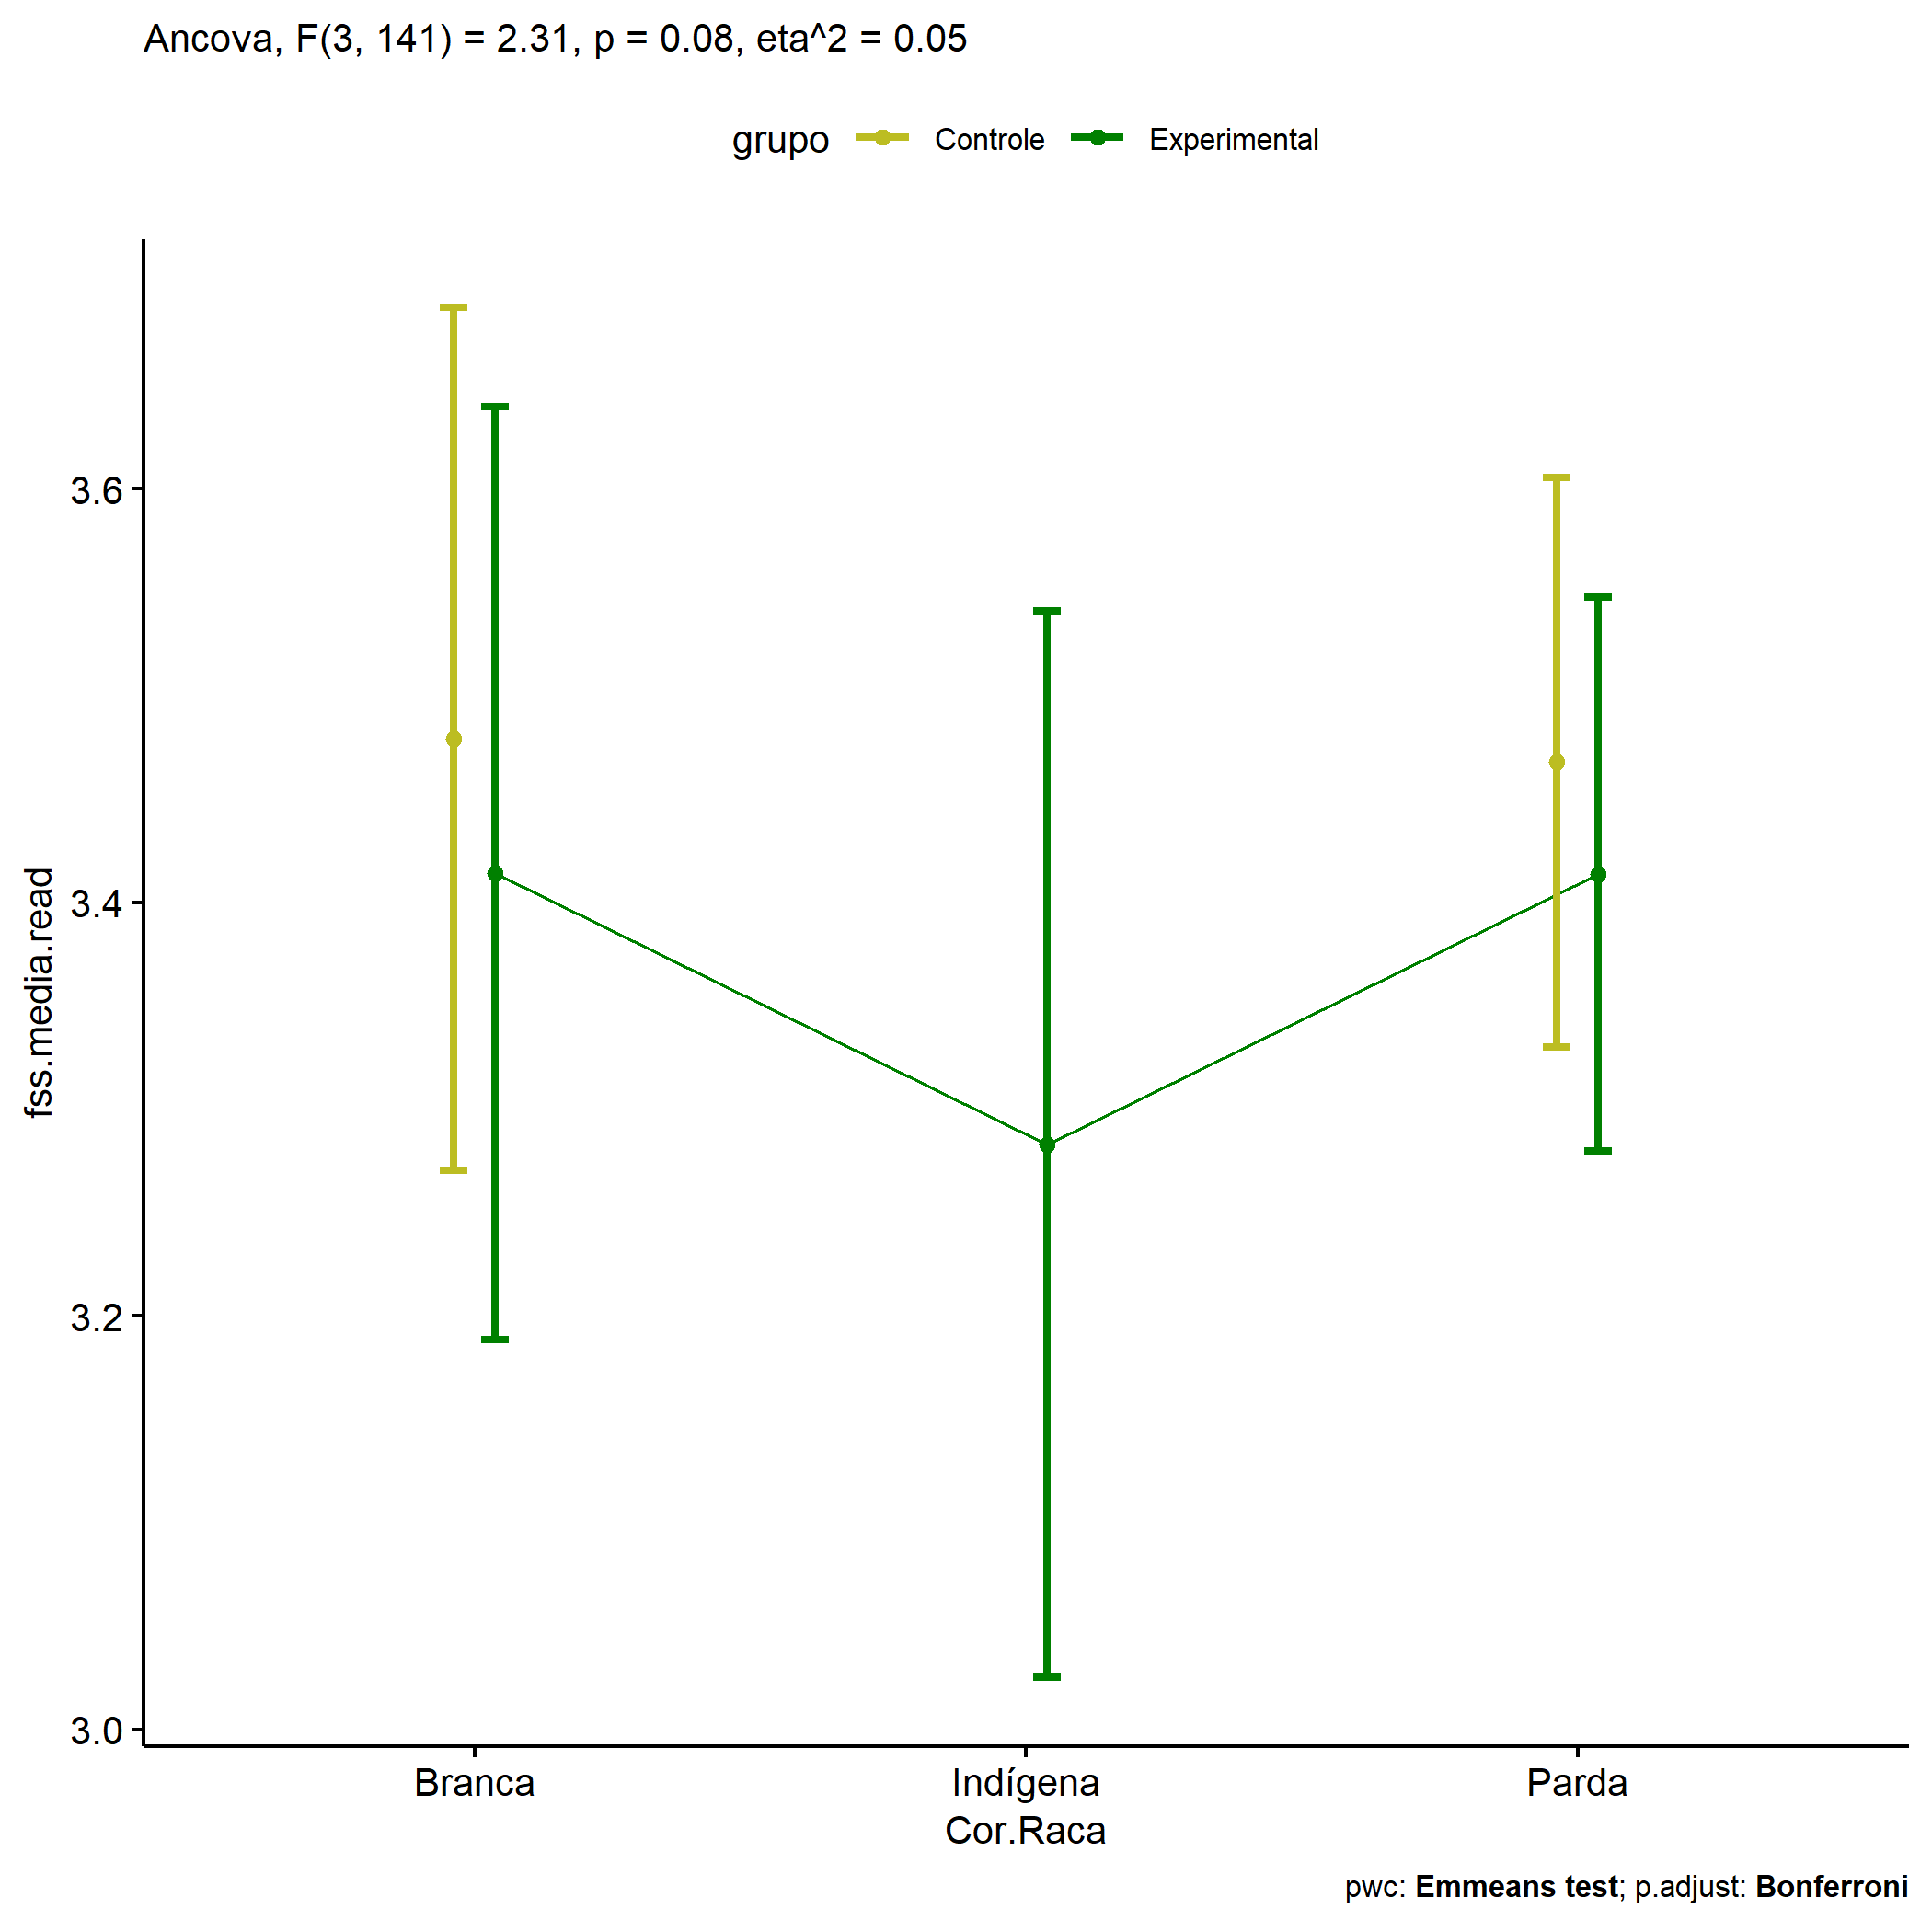 Ancova, F(3, 141) = 2.31, p = 0.08, eta^2 = 0.05
grupo Controle Experimental
fss.media.read
3.6
3.4
3.2
3.0
Branca Indígena Parda
Cor.Raca
pwc: Emmeans test; p.adjust: Bonferroni